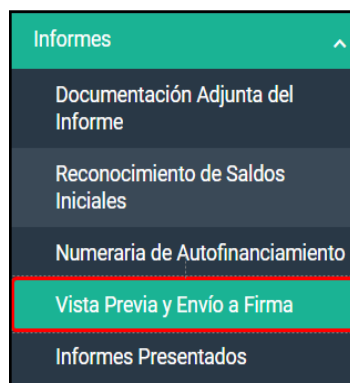 Informes
Documentación Adjunta del
Informe
Reconocimiento de Saldos
Iniciales
Numeraria de Autofinanciamiento
Vista Previa y Envío a Firma
Informes Presentados